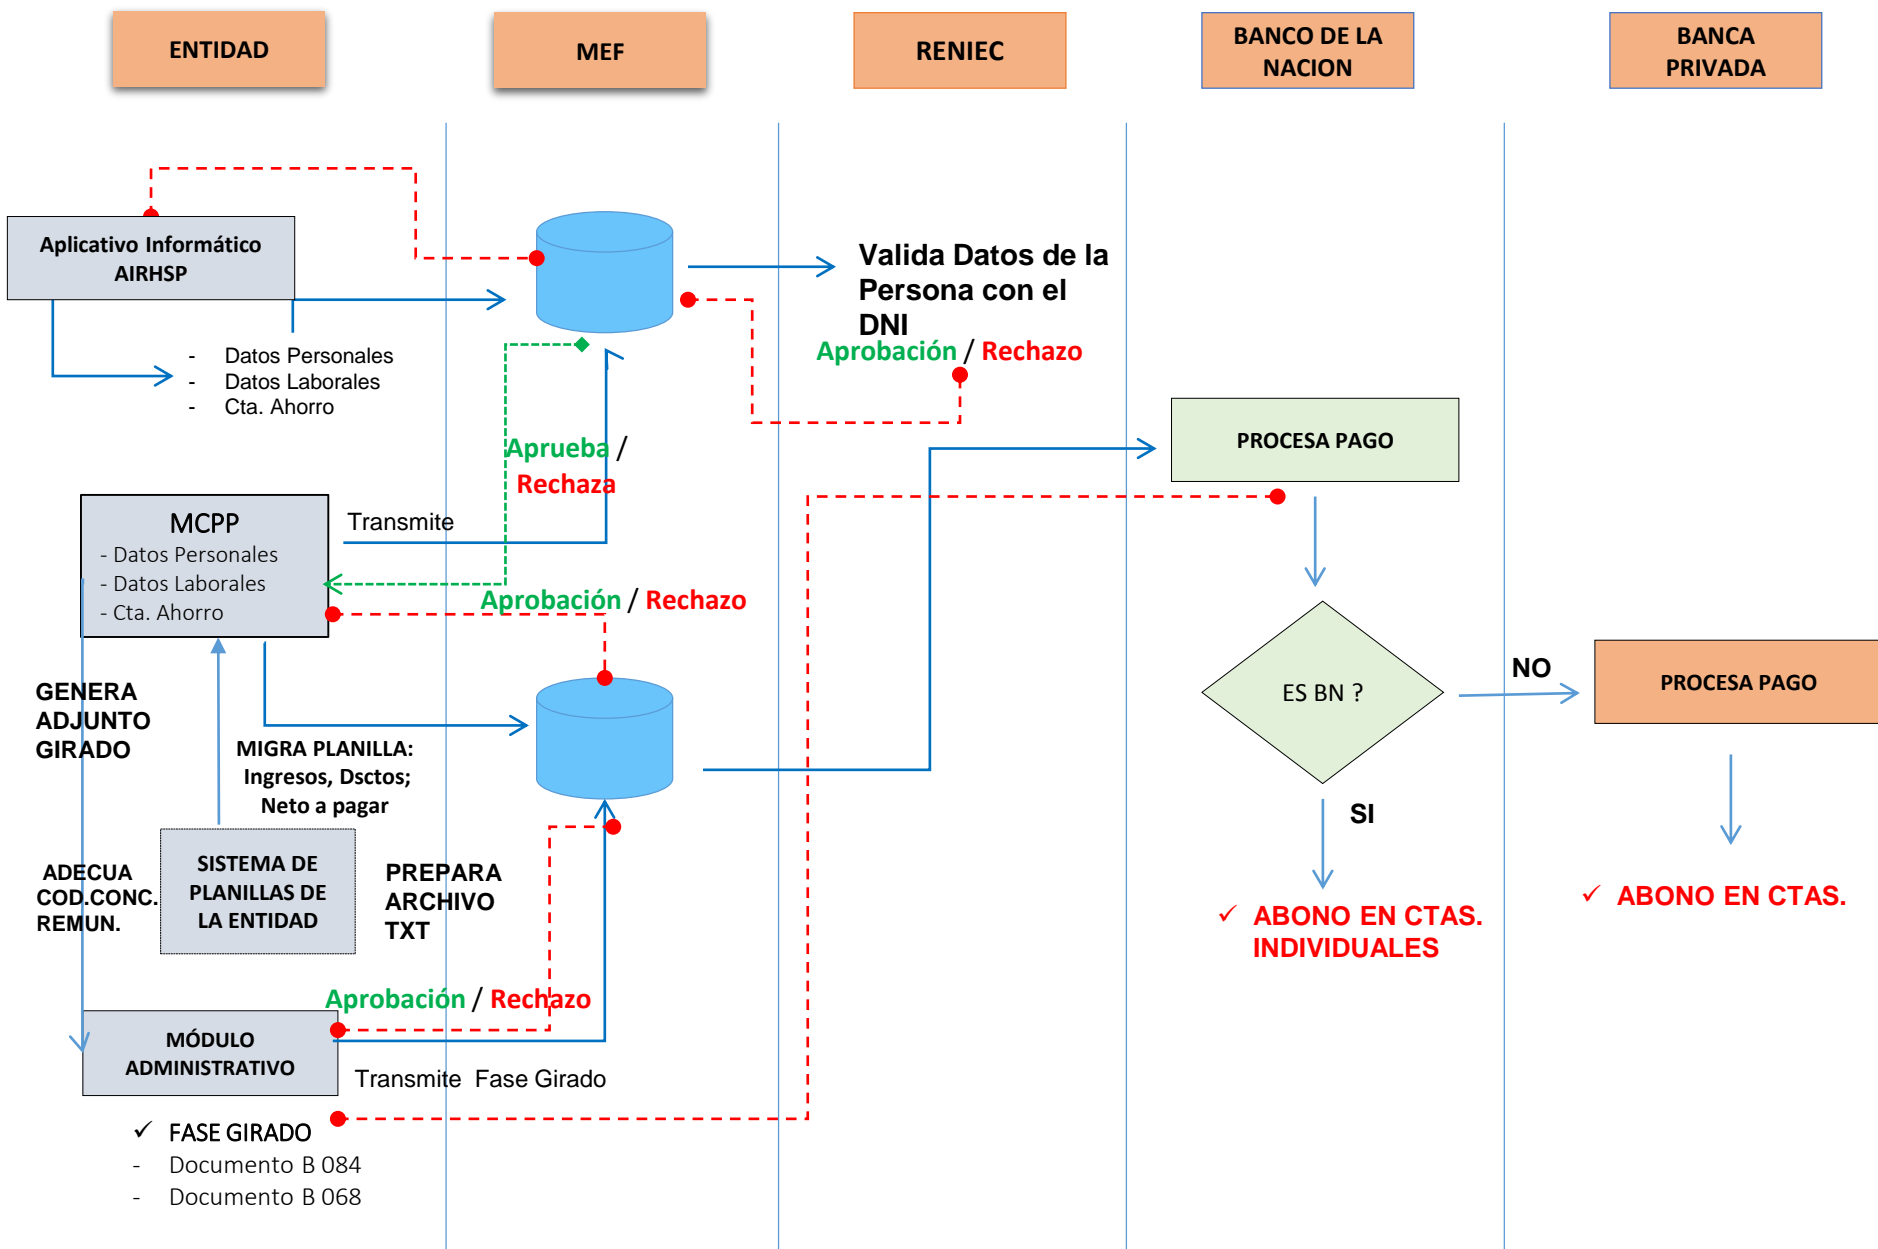 ENTIDAD
MEF
RENIEC
BANCO DE LA
NACION
BANCA
PRIVADA
Aplicativo Informático
AIRHSP
- Datos Personales
- Datos Laborales
- Cta. Ahorro
Valida Datos de la
Persona con el
DNI
Aprobación / Rechazo
Aprueba /
Rechaza
PROCESA PAGO
MCPP
- Datos Personales
- Datos Laborales
- Cta. Ahorro
Transmite
Aprobación / Rechazo
GENERA
ADJUNTO
GIRADO
MIGRA PLANILLA:
Ingresos, Dsctos;
Neto a pagar
ES BN ?
NO
PROCESA PAGO
SI
ADECUA
COD.CONC.
REMUN.
SISTEMA DE
PLANILLAS DE
LA ENTIDAD
PREPARA
ARCHIVO
TXT
✓ ABONO EN CTAS.
INDIVIDUALES
✓ ABONO EN CTAS.
Aprobación / Rechazo
MÓDULO
ADMINISTRATIVO
Transmite Fase Girado
✓ FASE GIRADO
- Documento B 084
- Documento B 068